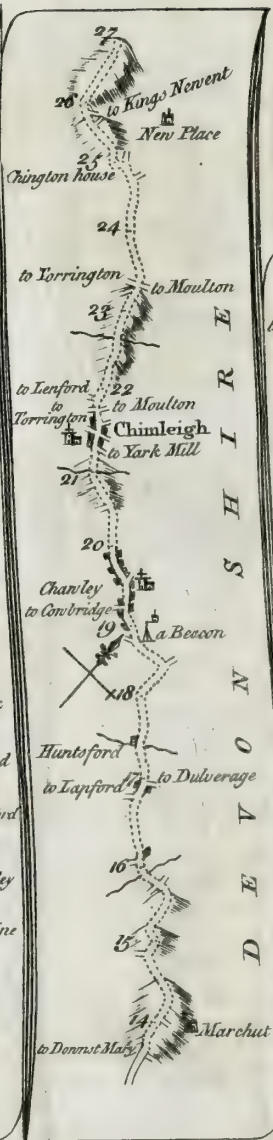 27
26
to Kings Newent
New Place
25
Chington house
24
to Torrington
to Moulton
23
22
to Lenford
to Moulton
to
Torrington
Chimleigh
to Yark Mill
21
20
Chawley
to Cowbridge
19
a Beacon
18
Huntsford
to Lapford
17
to Dulverage
16
15
14
Marchut
to Donnst Mary
DEVONSHIRE